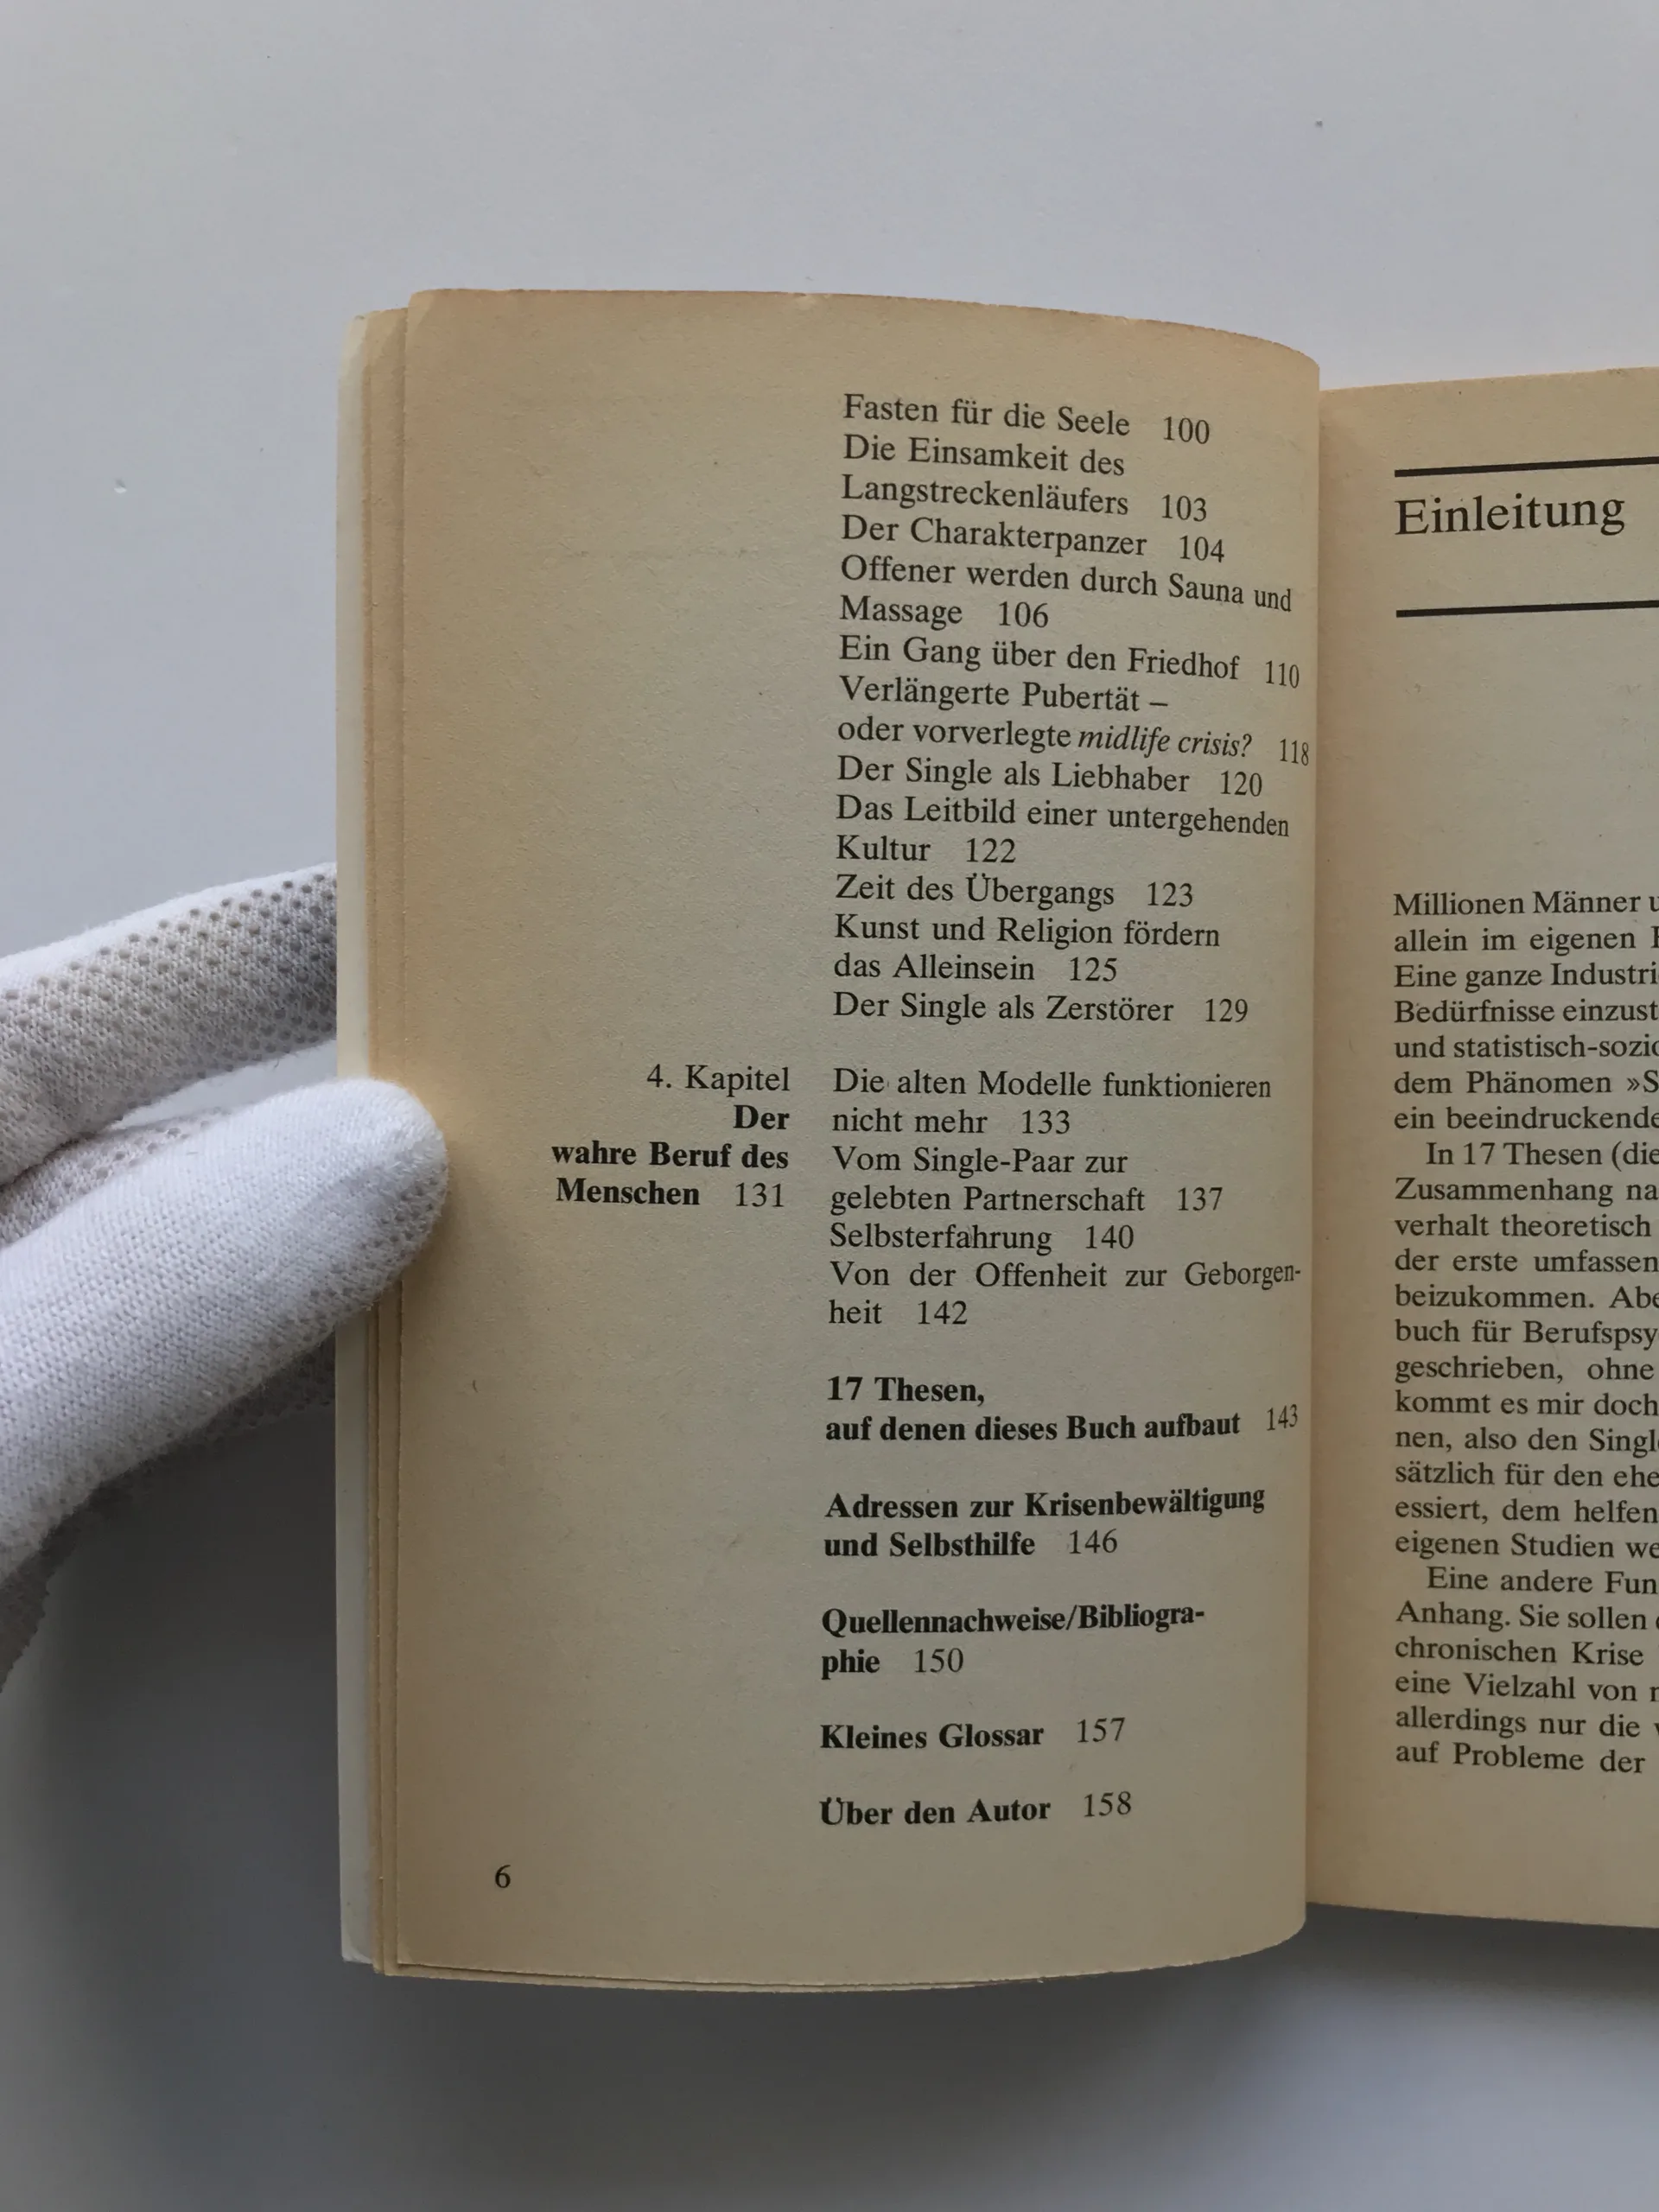 Fasten für die Seele 100
Die Einsamkeit des
Langstreckenläufers 103
Der Charakterpanzer 104
Offener werden durch Sauna und
Massage 106
Ein Gang über den Friedhof 110
Verlängerte Pubertät –
oder vorverlegte midlife crisis? 118
Der Single als Liebhaber 120
Das Leitbild einer untergehenden
Kultur 122
Zeit des Übergangs 123
Kunst und Religion fördern
das Alleinsein 125
Der Single als Zerstörer 129
4. Kapitel
Der
wahre Beruf des
Menschen 131
Die alten Modelle funktionieren
nicht mehr 133
Vom Single-Paar zur
gelebten Partnerschaft 137
Selbsterfahrung 140
Von der Offenheit zur Geborgen-
heit 142
17 Thesen,
auf denen dieses Buch aufbaut 143
Adressen zur Krisenbewältigung
und Selbsthilfe 146
Quellennachweise/Bibliogra-
phie 150
Kleines Glossar 157
Über den Autor 158
6
Einleitung
Millionen Männer
allein im eigenen
Eine ganze Industri
Bedürfnisse einzust
und statistisch-sozio
dem Phänomen »S
ein beeindruckende
In 17 Thesen (die
Zusammenhang na
verhalt theoretisch
der erste umfassen
beizukommen. Abe
buch für Berufspsy
geschrieben, ohne
kommt es mir doch
nen, also den Singl
sätzlich für den ehe
essiert, dem helfen
eigenen Studien we
Eine andere Fun
Anhang. Sie sollen
chronischen Krise
eine Vielzahl von
allerdings nur die
auf Probleme der